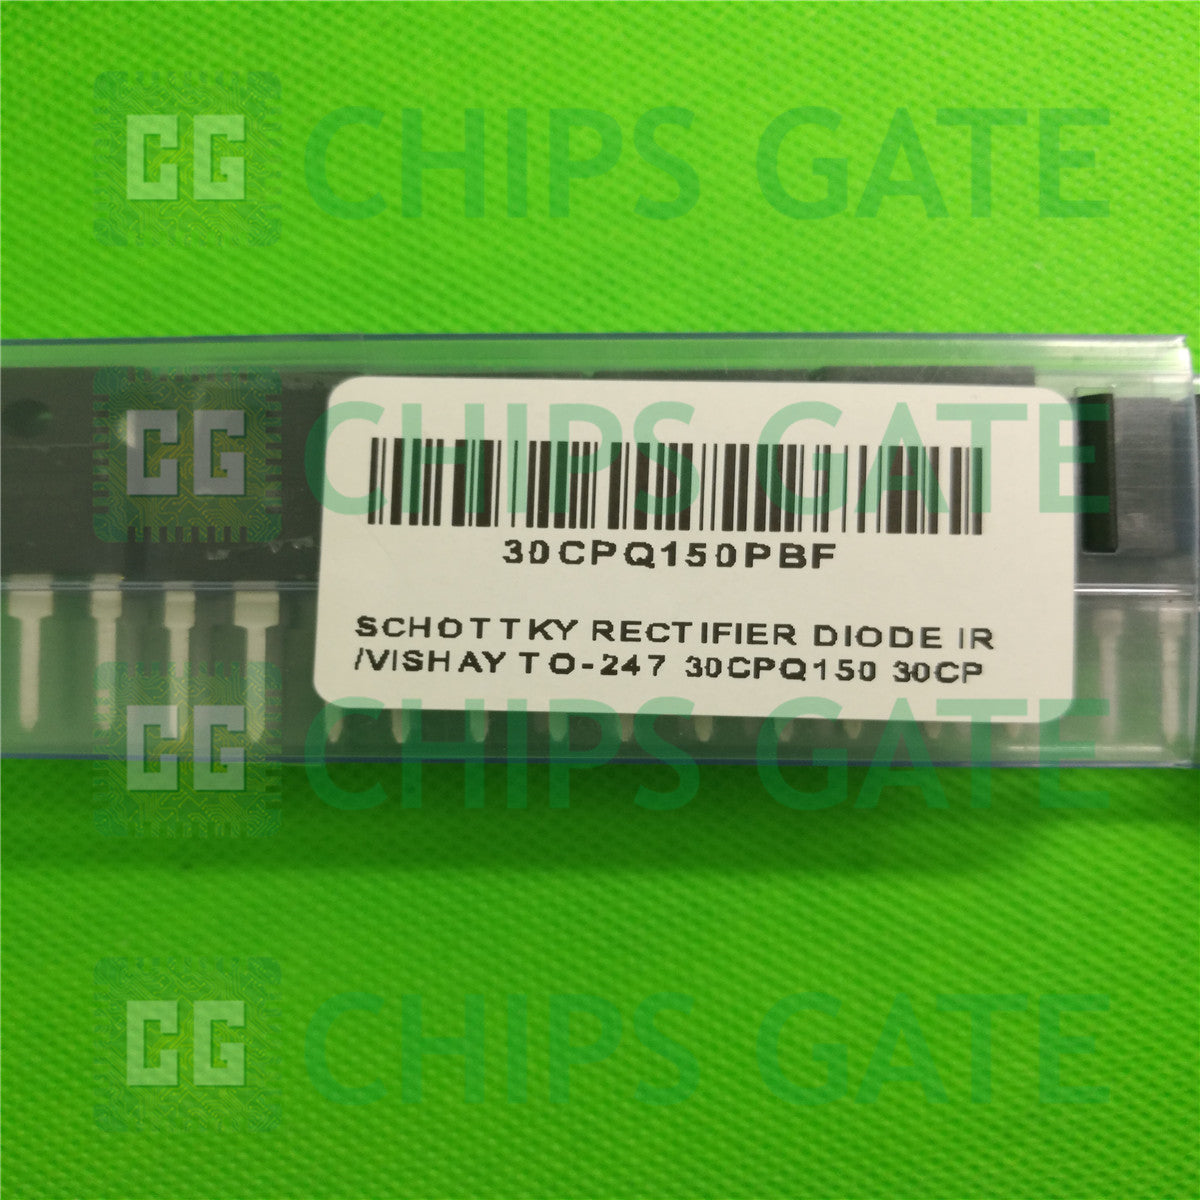 CG CHIPS GATE
CG CHIPS GATE
30CPQ150PBF
SCHOTTKY RECTIFIER DIODE IR
/VISHAY TO-247 30CPQ150 30CP
CG CHIPS GATE
CG CHIPS GATE